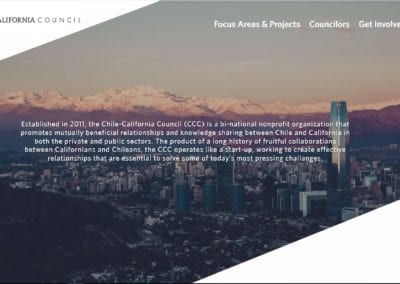 ALIFORNIA COUNCIL
Focus Areas & Projects Councilors Get Involve
Established in 2011, the Chile-California Council (CCC) is a bi-national nonprofit organization that
promotes mutually beneficial relationships and knowledge sharing between Chile and California in
both the private and public sectors. The product of a long history of fruitful collaborations
between Californians and Chileans, the CCC operates like a start-up, working to create effective
relationships that are essential to solve some of today's most pressing challenges.